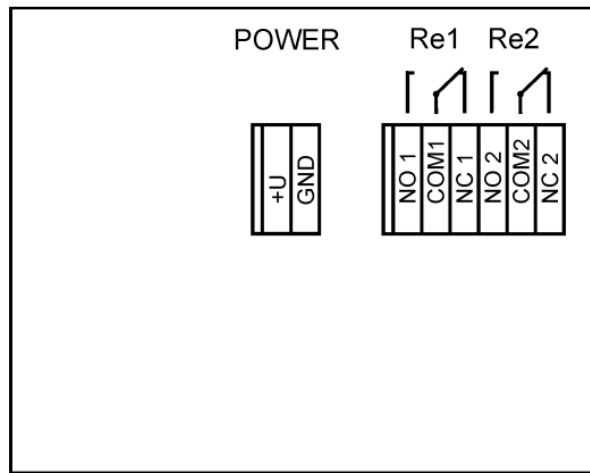 POWER Re1 Re2
+U
GND
NO 1
COM1
NC 1
NO 2
COM2
NC 2